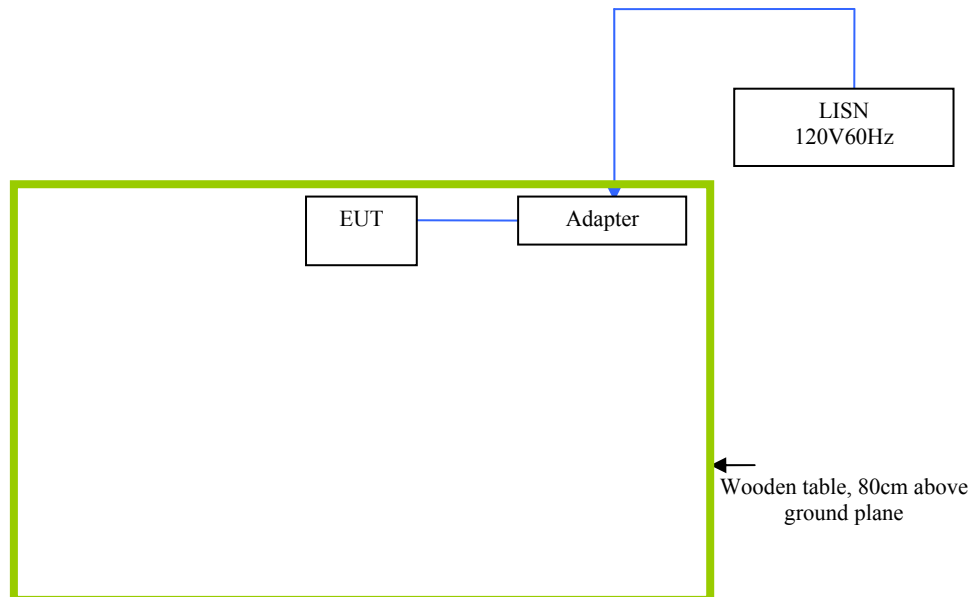 LISN
120V60Hz
EUT
Adapter
Wooden table, 80cm above
ground plane